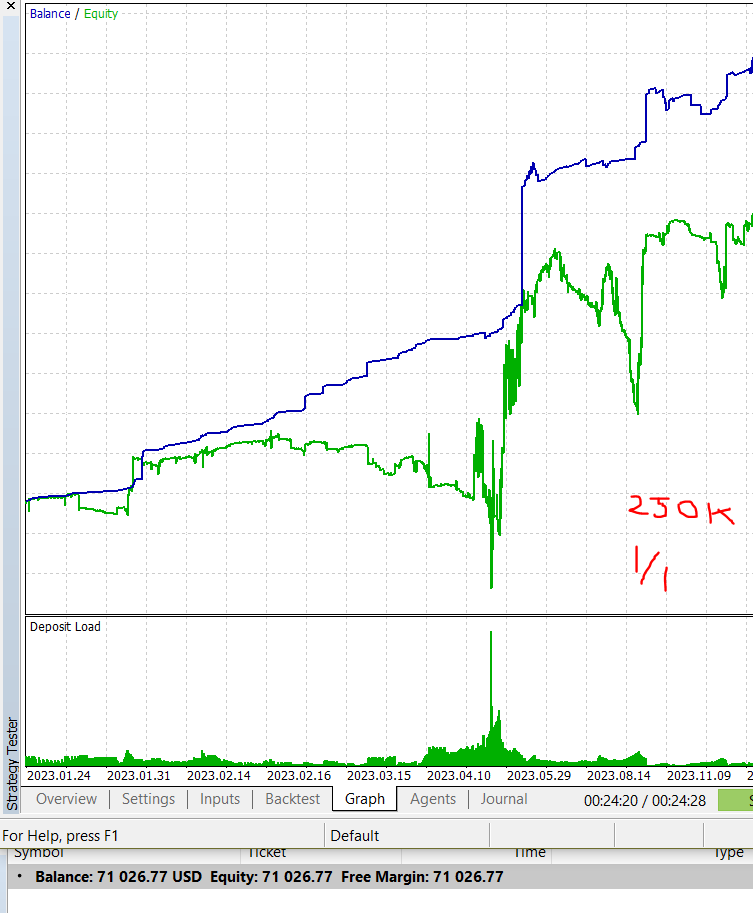 Balance / Equity
250K
1/1
Deposit Load
2023.01.24 2023.01.31 2023.02.14 2023.02.16 2023.03.15 2023.04.10 2023.05.29 2023.08.14 2023.11.09 2
Strategy Tester
Overview Settings Inputs Backtest Graph Agents Journal 00:24:20 / 00:24:28 S
For Help, press F1 Default
Symbol Ticket Time Type
• Balance: 71 026.77 USD Equity: 71 026.77 Free Margin: 71 026.77